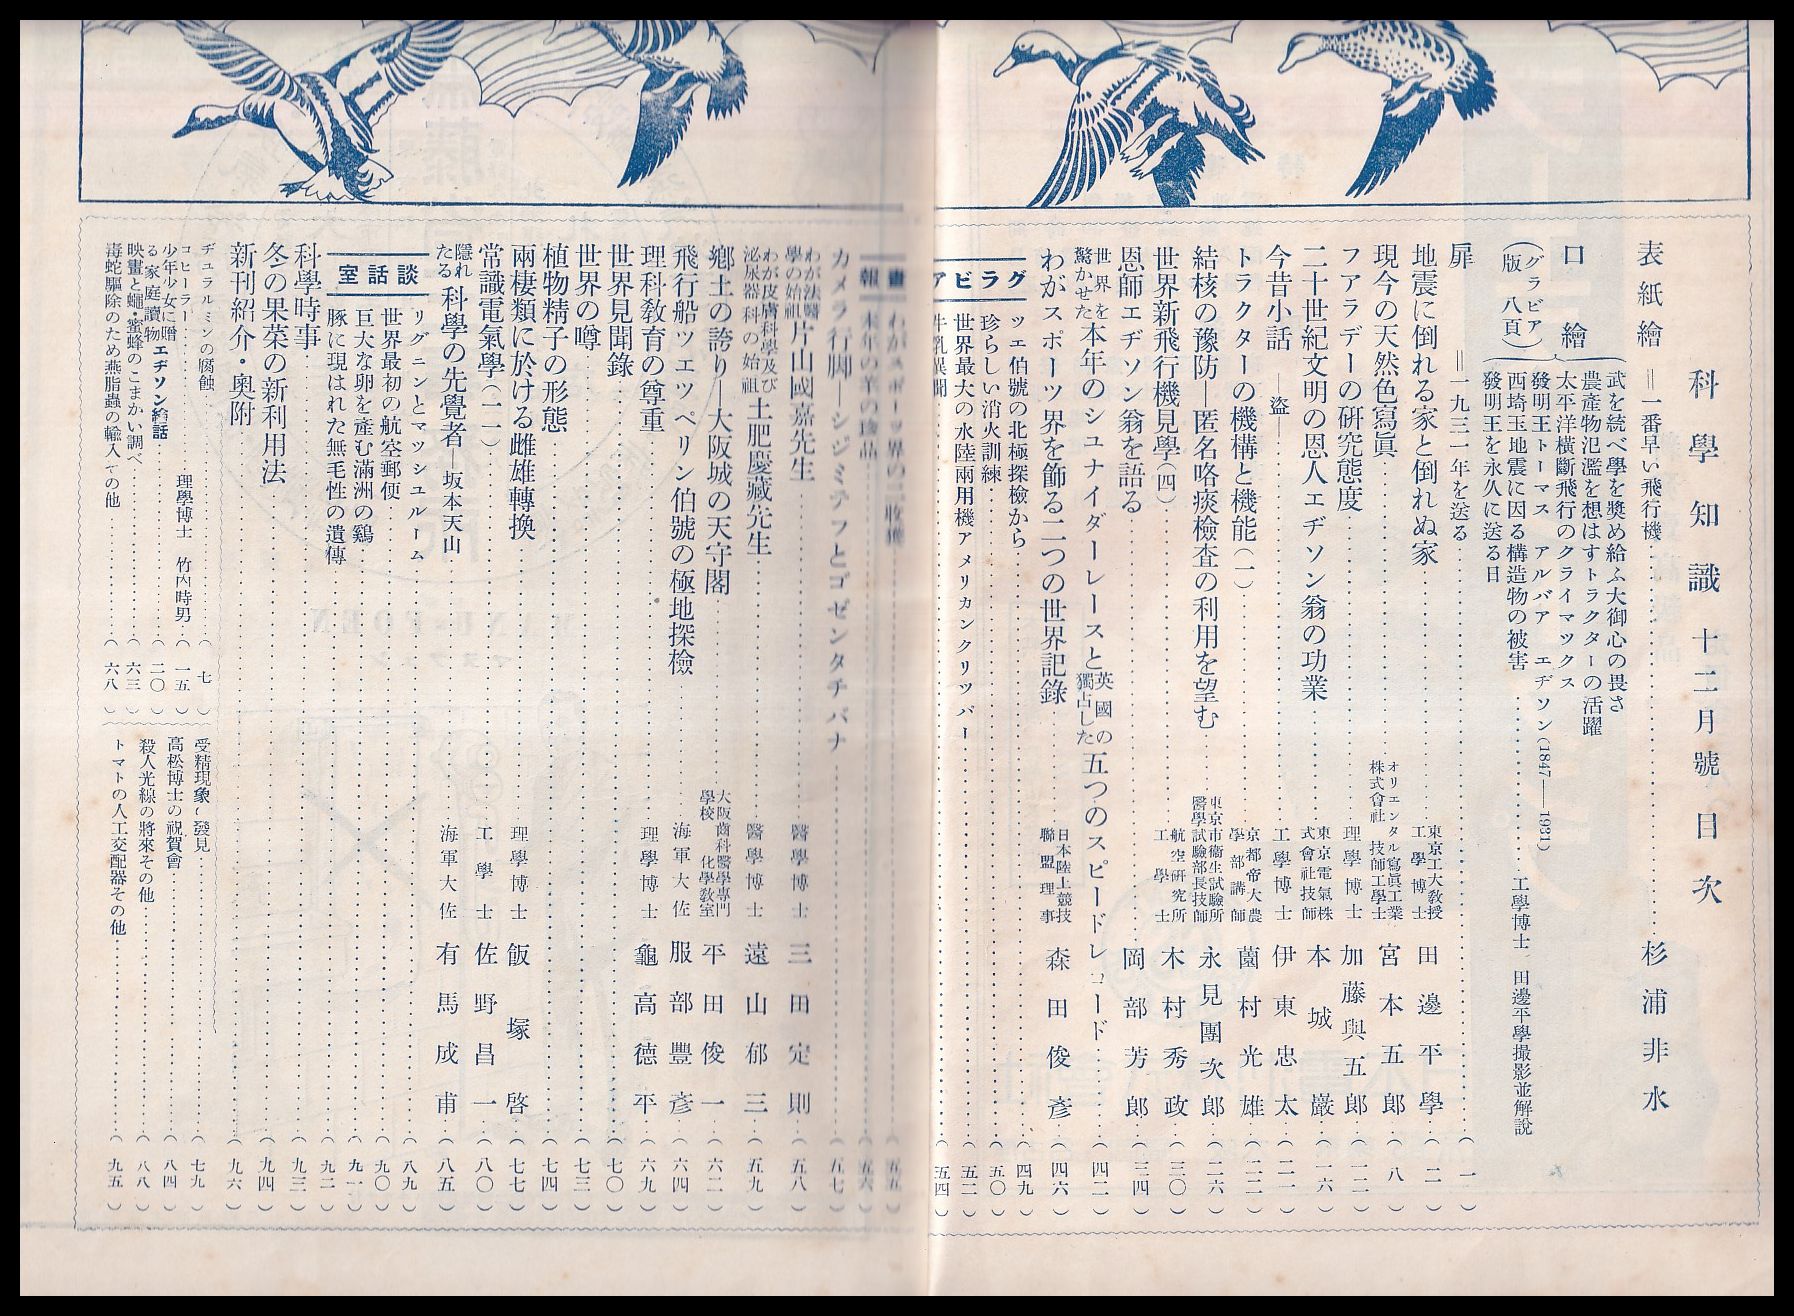 科學知識 十二月號目次
表紙繪 ＝一番早い飛行機 杉浦非水
口繪
(グラビア版 八頁)
武を統べ學を奬め給ふ大御心の畏さ
農産物氾濫を想はすトラクターの活躍
太平洋橫斷飛行のクライマックス
發明王トーマス アルバア エヂソン(1847—1931)
西埼玉地震に因る構造物の被害 工學博士 田邊平學撮影並解說
發明王を永久に送る日
扉 ＝一九三一年を送る (一)
地震に倒れる家と倒れぬ家 東京工大敎授工學博士 田邊平學 (二)
現今の天然色寫眞 オリエンタル寫眞工業株式會社技師工學士 宮本五郎 (八)
フアラデーの硏究態度 理學博士 加藤與五郎 (一二)
二十世紀文明の恩人エヂソン翁の功業 東京電氣株式會社技師 本城巖 (一六)
今昔小話 ―盜― 工學博士 伊東忠太 (二一)
トラクターの機構と機能(一) 京都帝大農學部講師 薗村光雄 (二二)
結核の豫防―匿名喀痰檢査の利用を望む 東京市衞生試驗所醫學試驗部長技師 永見團次郎 (二六)
世界新飛行機見學(四) 航空硏究所工學士 木村秀政 (三〇)
恩師エヂソン翁を語る 岡部芳郎 (三四)
世界を驚かせた本年のシュナイダーレースと英國の獨占した五つのスピードレコード (四二)
わがスポーツ界を飾る二つの世界記錄 日本陸上競技聯盟理事 森田俊彥 (四六)
グラビア
ツェ伯號の北極探檢から (四九)
珍らしい消火訓練 (五〇)
世界最大の水陸兩用機アメリカンクリッパー (五二)
牛乳異聞 (五四)
畫報
わがスポーツ界の二收獲 (五五)
本年の羊の珍品 (五六)
カメラ行脚―シジミテフとゴゼンタチバナ (五七)
わが法醫學の始祖片山國嘉先生 醫學博士 三田定則 (五八)
わが皮膚科學及び泌尿器科の始祖土肥慶藏先生 醫學博士 遠山郁三 (五九)
鄕土の誇り―大阪城の天守閣 大阪齒科醫學專門學校化學敎室 平田俊一 (六二)
飛行船ツエッペリン伯號の極地探檢 海軍大佐 服部豐彥 (六四)
理科敎育の尊重 理學博士 龜高德平 (六九)
世界見聞錄 (七〇)
世界の噂 (七三)
植物精子の形態 (七四)
兩棲類に於ける雌雄轉換 理學博士 飯塚啓 (七七)
常識電氣學(二) 工學士 佐野昌一 (八〇)
隱れたる科學の先覺者―坂本天山 海軍大佐 有馬成甫 (八五)
談話室
リグニンとマッシュルーム (八九)
世界最初の航空郵便 (九〇)
巨大な卵を產む滿洲の鷄 (九一)
豚に現はれた無毛性の遺傳 (九二)
科學時事 (九三)
冬の果菜の新利用法 (九四)
新刊紹介・奧附 (九六)
ヂュラルミンの腐蝕 (七)
コヒーラー 理學博士 竹內時男 (一五)
少年少女に贈る家庭讀物エヂソン繪話 (二〇)
映畫と蠅・蜜蜂のこまかい調べ (六三)
毒蛇驅除のため燕脂蟲の輸入その他 (六八)
受精現象の發見 (七九)
高松博士の祝賀會 (八四)
殺人光線の將來その他 (八八)
トマトの人工交配器その他 (九五)